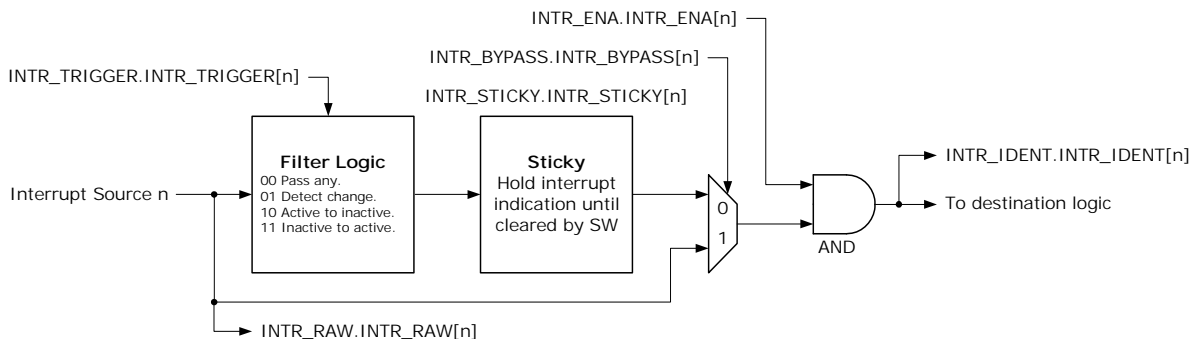 INTR_ENA.INTR_ENA[n]
INTR_BYPASS.INTR_BYPASS[n]
INTR_TRIGGER.INTR_TRIGGER[n]
INTR_STICKY.INTR_STICKY[n]
Filter Logic
00 Pass any.
01 Detect change.
10 Active to inactive.
11 Inactive to active.
Sticky
Hold interrupt
indication until
cleared by SW
INTR_IDENT.INTR_IDENT[n]
Interrupt Source n
0
1
To destination logic
AND
INTR_RAW.INTR_RAW[n]